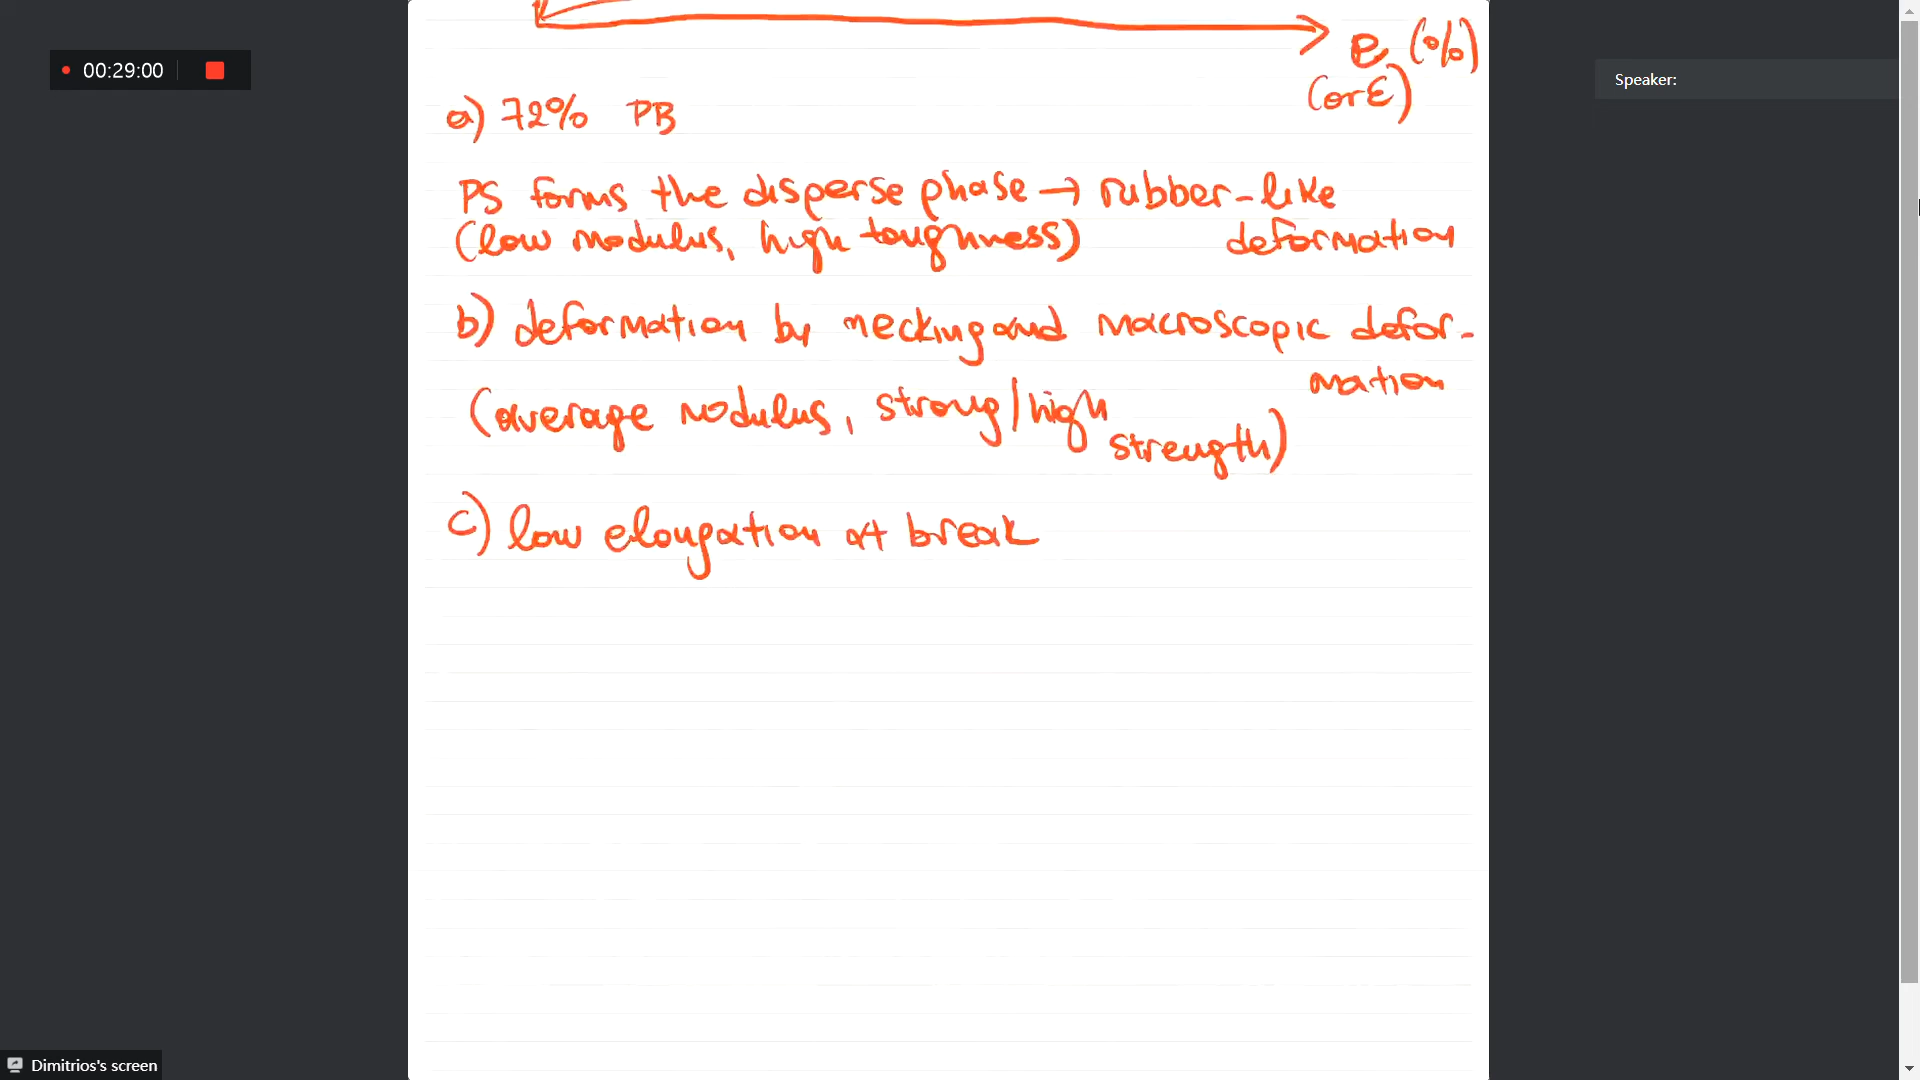 e (%)
(or ε)
00:29:00
Speaker:
a) 72% PB
PS forms the disperse phase → rubber-like
(low modulus, high toughness) deformation
b) deformation by necking and macroscopic defor-
mation
(average modulus, strong/high
strength)
c) low elongation at break
Dimitrios's screen